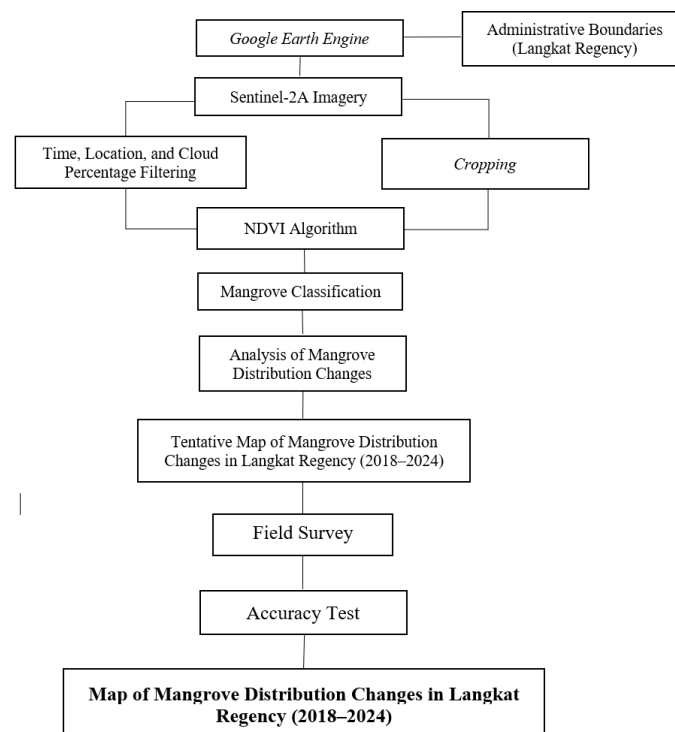 Google Earth Engine
Administrative Boundaries
(Langkat Regency)
Sentinel-2A Imagery
Time, Location, and Cloud
Percentage Filtering
Cropping
NDVI Algorithm
Mangrove Classification
Analysis of Mangrove
Distribution Changes
Tentative Map of Mangrove Distribution
Changes in Langkat Regency (2018–2024)
Field Survey
Accuracy Test
Map of Mangrove Distribution Changes in Langkat
Regency (2018–2024)